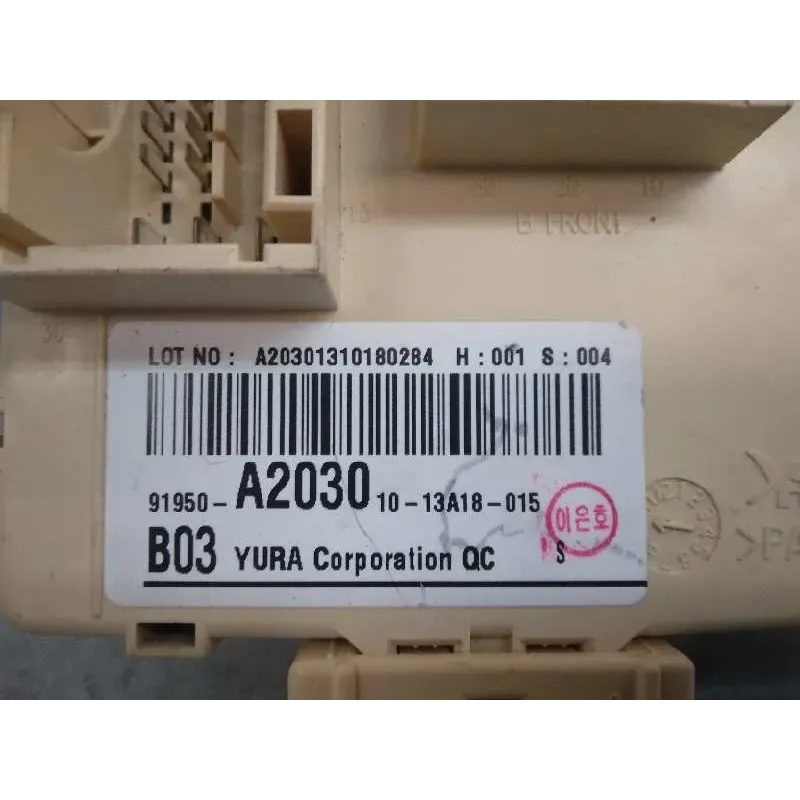 B FRONT
LOT NO : A20301310180284 H : 001 S : 004
91950-A2030 10-13A18-015
이은호
B03 YURA Corporation QC S